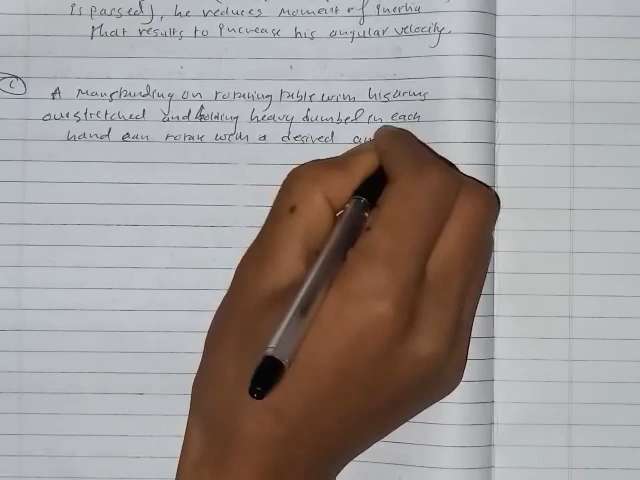 is passed), he reduces moment of inertia
that results to increase his angular velocity.
c
A man standing on rotating table with his arms
outstretched and holding heavy dumbel in each
hand can rotate with a desired